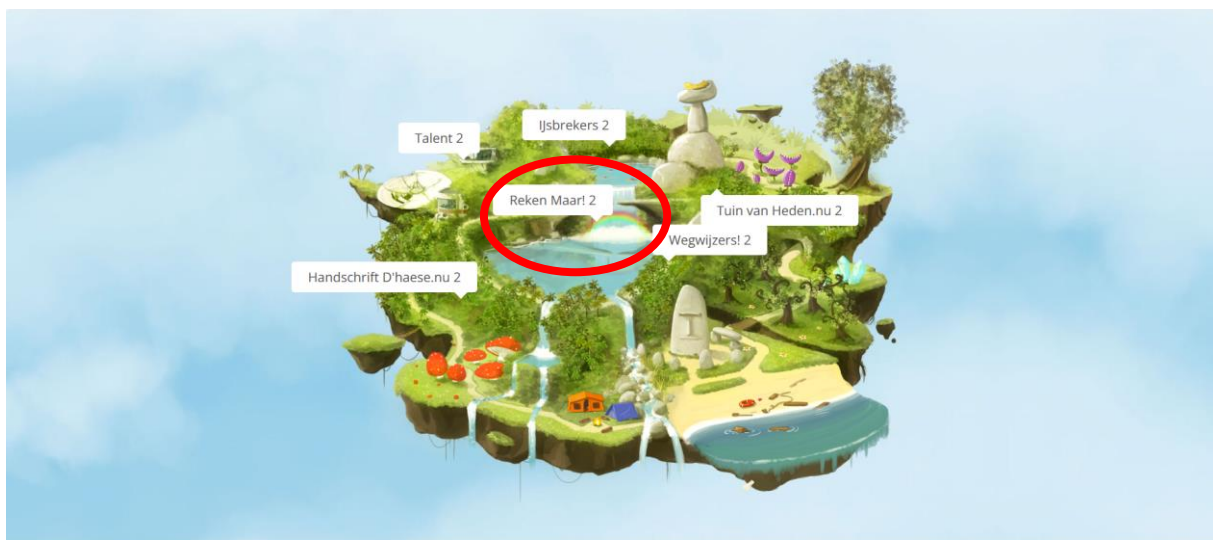 IJsbrekers 2
Talent 2
Reken Maar! 2
Tuin van Heden.nu 2
Wegwijzers! 2
Handschrift D'haese.nu 2